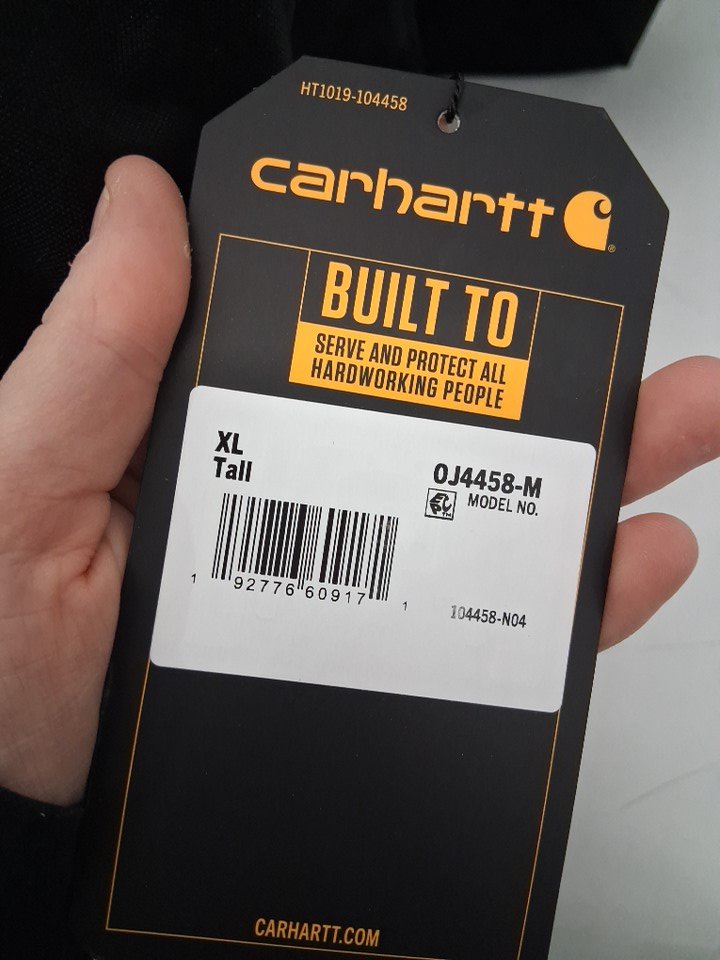 HT1019-104458
carhartt
BUILT TO
SERVE AND PROTECT ALL
HARDWORKING PEOPLE
XL
Tall
OJ4458-M
MODEL NO.
1 92776 60917 1
104458-N04
CARHARTT.COM